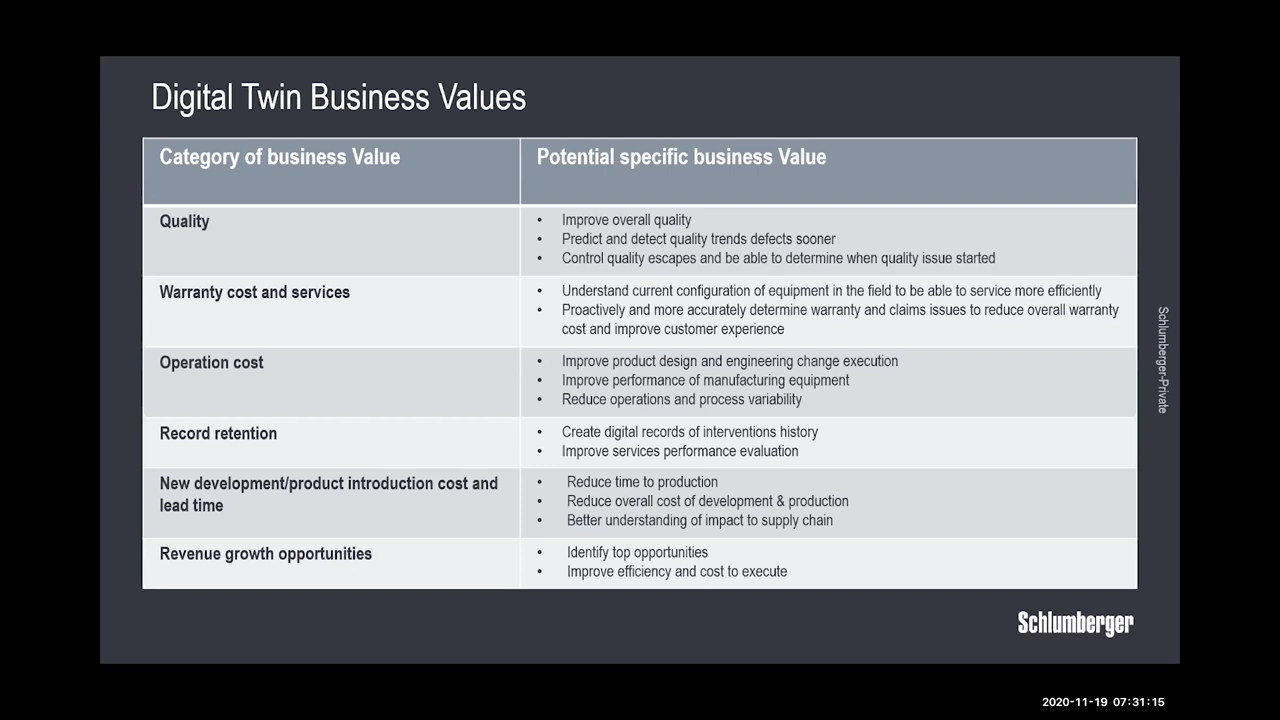 Digital Twin Business Values
Category of business Value
Potential specific business Value
Quality
• Improve overall quality
• Predict and detect quality trends defects sooner
• Control quality escapes and be able to determine when quality issue started
Warranty cost and services
• Understand current configuration of equipment in the field to be able to service more efficiently
• Proactively and more accurately determine warranty and claims issues to reduce overall warranty
cost and improve customer experience
Operation cost
• Improve product design and engineering change execution
• Improve performance of manufacturing equipment
• Reduce operations and process variability
Record retention
• Create digital records of interventions history
• Improve services performance evaluation
New development/product introduction cost and
lead time
• Reduce time to production
• Reduce overall cost of development & production
• Better understanding of impact to supply chain
Revenue growth opportunities
• Identify top opportunities
• Improve efficiency and cost to execute
Schlumberger-Private
Schlumberger
2020-11-19 07:31:15